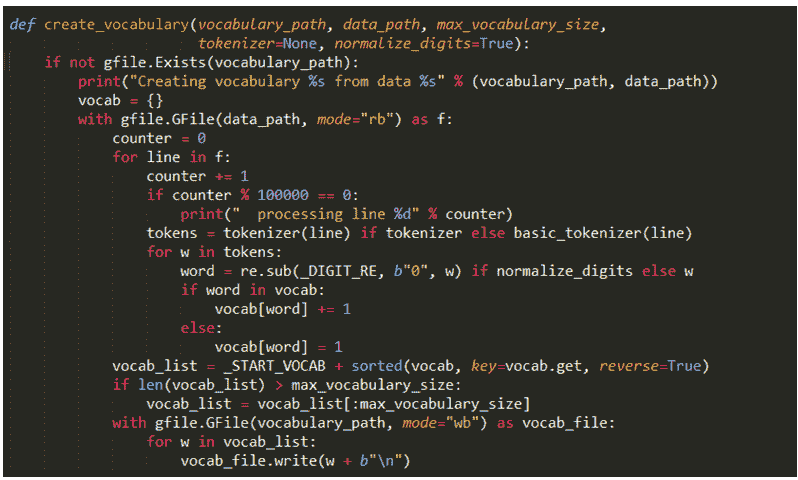 def create_vocabulary(vocabulary_path, data_path, max_vocabulary_size,
                      tokenizer=None, normalize_digits=True):
    if not gfile.Exists(vocabulary_path):
        print("Creating vocabulary %s from data %s" % (vocabulary_path, data_path))
        vocab = {}
        with gfile.GFile(data_path, mode="rb") as f:
            counter = 0
            for line in f:
                counter += 1
                if counter % 100000 == 0:
                    print("  processing line %d" % counter)
                tokens = tokenizer(line) if tokenizer else basic_tokenizer(line)
                for w in tokens:
                    word = re.sub(_DIGIT_RE, b"0", w) if normalize_digits else w
                    if word in vocab:
                        vocab[word] += 1
                    else:
                        vocab[word] = 1
            vocab_list = _START_VOCAB + sorted(vocab, key=vocab.get, reverse=True)
            if len(vocab_list) > max_vocabulary_size:
                vocab_list = vocab_list[:max_vocabulary_size]
            with gfile.GFile(vocabulary_path, mode="wb") as vocab_file:
                for w in vocab_list:
                    vocab_file.write(w + b"\n")